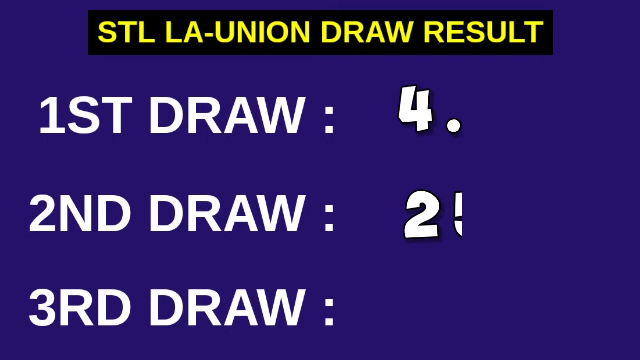 STL LA-UNION DRAW RESULT
1ST DRAW : 4.
2ND DRAW : 2
3RD DRAW :